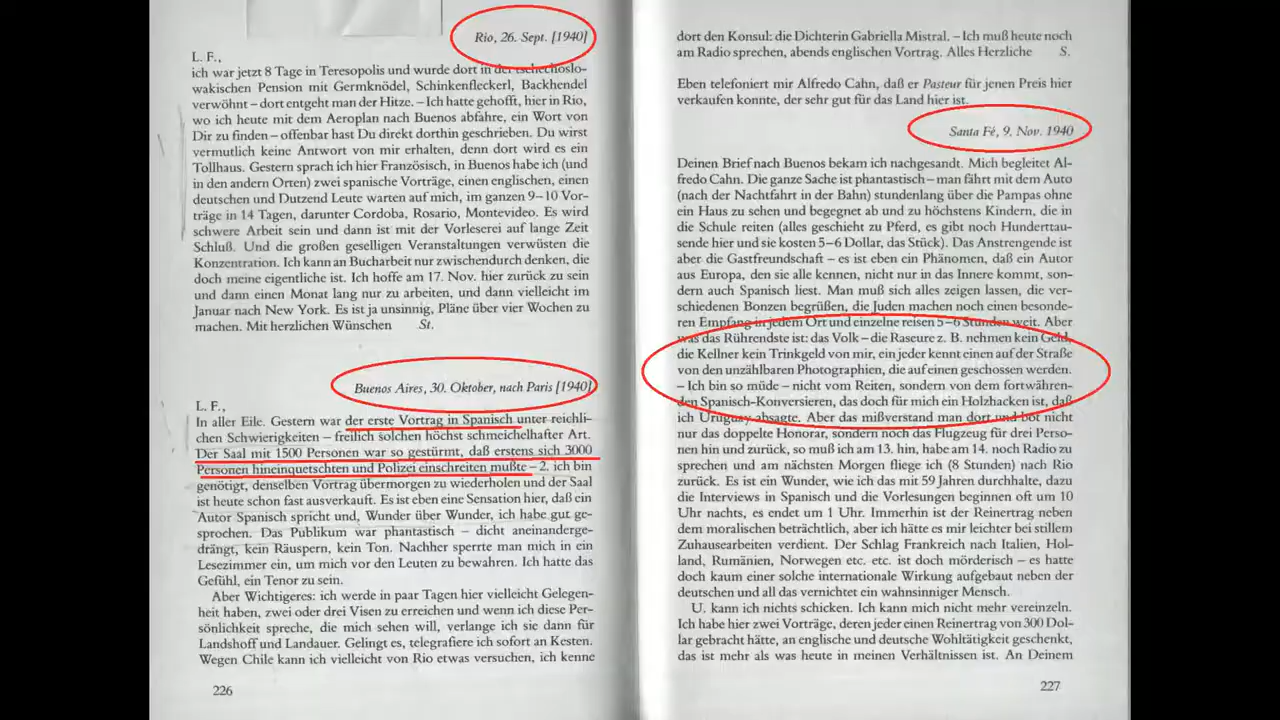 Rio, 26. Sept. [1940]
L. F.,
ich war jetzt 8 Tage in Teresopolis und wurde dort in der tschechoslo-
wakischen Pension mit Germknödel, Schinkenfleckerl, Backhendel
verwöhnt – dort entgeht man der Hitze. – Ich hatte gehofft, hier in Rio,
wo ich heute mit dem Aeroplan nach Buenos abfahre, ein Wort von
Dir zu finden – offenbar hast Du direkt dorthin geschrieben. Du wirst
vermutlich keine Antwort von mir erhalten, denn dort wird es ein
Tollhaus. Gestern sprach ich hier Französisch, in Buenos habe ich (und
in den andern Orten) zwei spanische Vorträge, einen englischen, einen
deutschen und Dutzend Leute warten auf mich, im ganzen 9–10 Vor-
träge in 14 Tagen, darunter Cordoba, Rosario, Montevideo. Es wird
schwere Arbeit sein und dann ist mit der Vorleserei auf lange Zeit
Schluß. Und die großen geselligen Veranstaltungen verwüsten die
Konzentration. Ich kann an Bucharbeit nur zwischendurch denken, die
doch meine eigentliche ist. Ich hoffe am 17. Nov. hier zurück zu sein
und dann einen Monat lang nur zu arbeiten, und dann vielleicht im
Januar nach New York. Es ist ja unsinnig, Pläne über vier Wochen zu
machen. Mit herzlichen Wünschen St.
Buenos Aires, 30. Oktober, nach Paris [1940]
L. F.,
In aller Eile. Gestern war der erste Vortrag in Spanisch unter reichli-
chen Schwierigkeiten – freilich solchen höchst schmeichelhafter Art.
Der Saal mit 1500 Personen war so gestürmt, daß erstens sich 3000
Personen hineinquetschten und Polizei einschreiten mußte – 2. ich bin
genötigt, denselben Vortrag übermorgen zu wiederholen und der Saal
ist heute schon fast ausverkauft. Es ist eben eine Sensation hier, daß ein
Autor Spanisch spricht und, Wunder über Wunder, ich habe gut ge-
sprochen. Das Publikum war phantastisch – dicht aneinanderge-
drängt, kein Räuspern, kein Ton. Nachher sperrte man mich in ein
Lesezimmer ein, um mich vor den Leuten zu bewahren. Ich hatte das
Gefühl, ein Tenor zu sein.
Aber Wichtigeres: ich werde in paar Tagen hier vielleicht Gelegen-
heit haben, zwei oder drei Visen zu erreichen und wenn ich diese Per-
sönlichkeit spreche, die mich sehen will, verlange ich sie dann für
Landshoff und Landauer. Gelingt es, telegrafiere ich sofort an Kesten.
Wegen Chile kann ich vielleicht von Rio etwas versuchen, ich kenne
226
dort den Konsul: die Dichterin Gabriella Mistral. – Ich muß heute noch
am Radio sprechen, abends englischen Vortrag. Alles Herzliche S.
Eben telefoniert mir Alfredo Cahn, daß er Pasteur für jenen Preis hier
verkaufen konnte, der sehr gut für das Land hier ist.
Santa Fé, 9. Nov. 1940
Deinen Brief nach Buenos bekam ich nachgesandt. Mich begleitet Al-
fredo Cahn. Die ganze Sache ist phantastisch – man fährt mit dem Auto
(nach der Nachtfahrt in der Bahn) stundenlang über die Pampas ohne
ein Haus zu sehen und begegnet ab und zu höchstens Kindern, die in
die Schule reiten (alles geschieht zu Pferd, es gibt noch Hunderttau-
sende hier und sie kosten 5–6 Dollar, das Stück). Das Anstrengende ist
aber die Gastfreundschaft – es ist eben ein Phänomen, daß ein Autor
aus Europa, den sie alle kennen, nicht nur in das Innere kommt, son-
dern auch Spanisch liest. Man muß sich alles zeigen lassen, die ver-
schiedenen Bonzen begrüßen, die Juden machen noch einen besonde-
ren Empfang in jedem Ort und einzelne reisen 5–6 Stunden weit. Aber
was das Rührendste ist: das Volk – die Raseure z. B. nehmen kein Geld,
die Kellner kein Trinkgeld von mir, ein jeder kennt einen auf der Straße
von den unzählbaren Photographien, die auf einen geschossen werden.
– Ich bin so müde – nicht vom Reiten, sondern von dem fortwähren-
den Spanisch-Konversieren, das doch für mich ein Holzhacken ist, daß
ich Uruguay absagte. Aber das mißverstand man dort und bot nicht
nur das doppelte Honorar, sondern noch das Flugzeug für drei Perso-
nen hin und zurück, so muß ich am 13. hin, habe am 14. noch Radio zu
sprechen und am nächsten Morgen fliege ich (8 Stunden) nach Rio
zurück. Es ist ein Wunder, wie ich das mit 59 Jahren durchhalte, dazu
die Interviews in Spanisch und die Vorlesungen beginnen oft um 10
Uhr nachts, es endet um 1 Uhr. Immerhin ist der Reinertrag neben
dem moralischen beträchtlich, aber ich hätte es mir leichter bei stillem
Zuhausearbeiten verdient. Der Schlag Frankreich nach Italien, Hol-
land, Rumänien, Norwegen etc. etc. ist doch mörderisch – es hatte
doch kaum einer solche internationale Wirkung aufgebaut neben der
deutschen und all das vernichtet ein wahnsinniger Mensch.
U. kann ich nichts schicken. Ich kann mich nicht mehr vereinzeln.
Ich habe hier zwei Vorträge, deren jeder einen Reinertrag von 300 Dol-
lar gebracht hätte, an englische und deutsche Wohltätigkeit geschenkt,
das ist mehr als was heute in meinen Verhältnissen ist. An Deinem
227